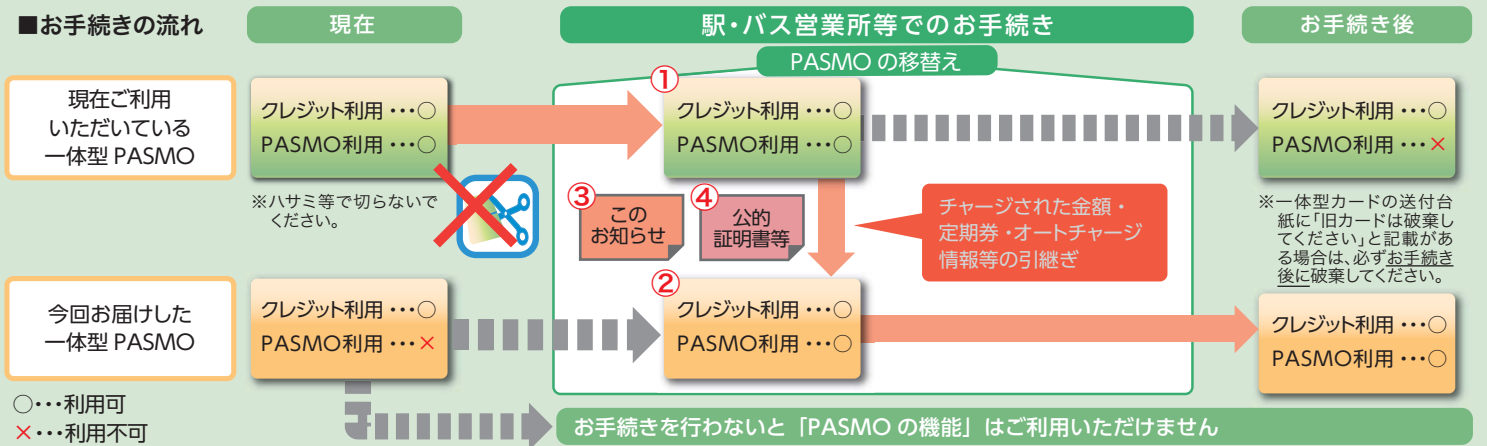 ■お手続きの流れ
現在
駅・バス営業所等でのお手続き
お手続き後
PASMO の移替え
現在ご利用
いただいている
一体型 PASMO
クレジット利用 ･･･○
PASMO利用 ･･･○
①
クレジット利用 ･･･○
PASMO利用 ･･･○
クレジット利用 ･･･○
PASMO利用 ･･･×
※ハサミ等で切らないで
ください。
③
この
お知らせ
④
公的
証明書等
チャージされた金額・
定期券・オートチャージ
情報等の引継ぎ
※一体型カードの送付台
紙に「旧カードは破棄し
てください」と記載があ
る場合は、必ずお手続き
後に破棄してください。
今回お届けした
一体型 PASMO
クレジット利用 ･･･○
PASMO利用 ･･･×
②
クレジット利用 ･･･○
PASMO利用 ･･･○
クレジット利用 ･･･○
PASMO利用 ･･･○
○･･･利用可
×･･･利用不可
お手続きを行わないと「PASMO の機能」はご利用いただけません